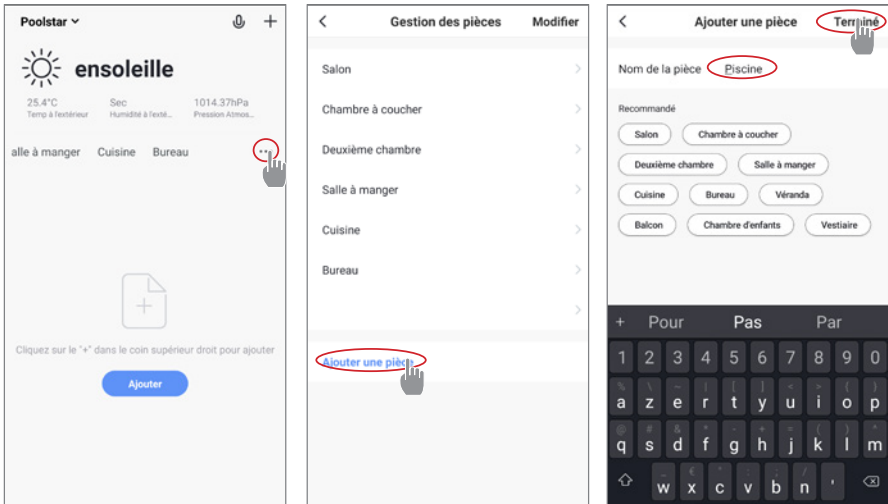 Poolstar
ensoleille
25.4°C Sec 1014.37hPa
Temp à l'extérieur Humidité à l'exté... Pression Atmos...
alle à manger Cuisine Bureau ...
Cliquez sur le "+" dans le coin supérieur droit pour ajouter
Ajouter
Gestion des pièces Modifier
Salon
Chambre à coucher
Deuxième chambre
Salle à manger
Cuisine
Bureau
Ajouter une pièce
Ajouter une pièce Terminé
Nom de la pièce Piscine
Recommandé
Salon Chambre à coucher
Deuxième chambre Salle à manger
Cuisine Bureau Véranda
Balcon Chambre d'enfants Vestiaire
+ Pour Pas Par
1 2 3 4 5 6 7 8 9 0
a z e r t y u i o p
q s d f g h j k l m
w x c v b n '